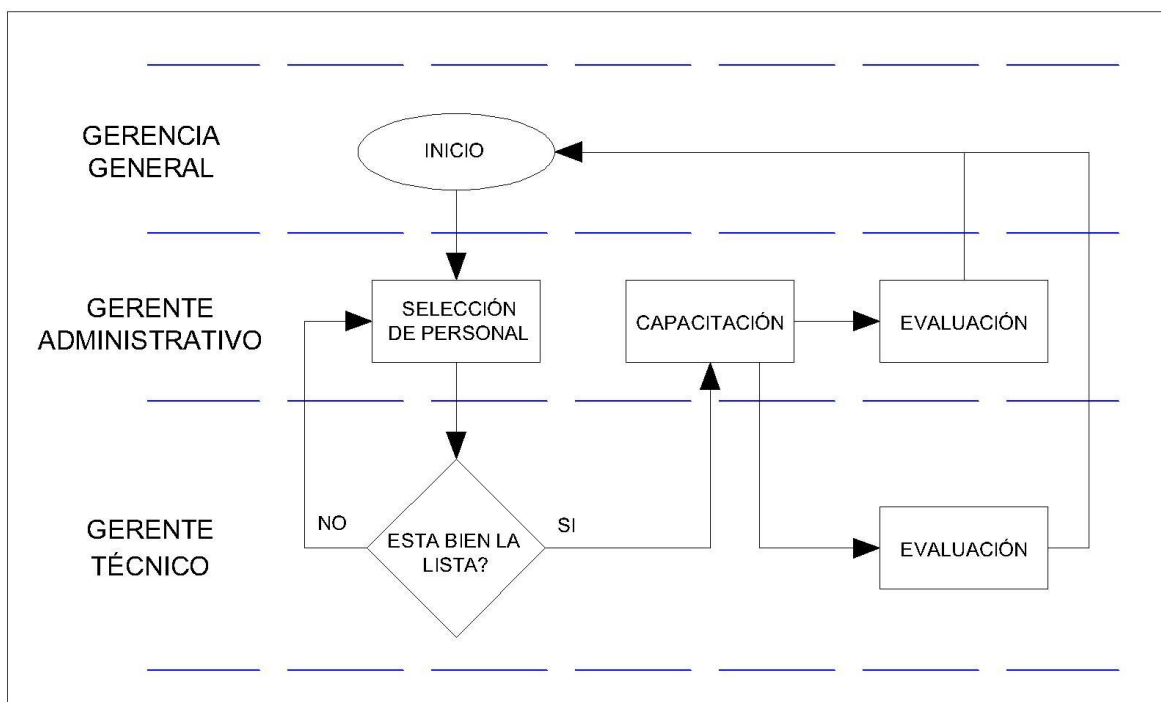 GERENCIA
GENERAL
INICIO
GERENTE
ADMINISTRATIVO
SELECCIÓN
DE PERSONAL
CAPACITACIÓN
EVALUACIÓN
GERENTE
TÉCNICO
NO
ESTA BIEN LA
LISTA?
SI
EVALUACIÓN